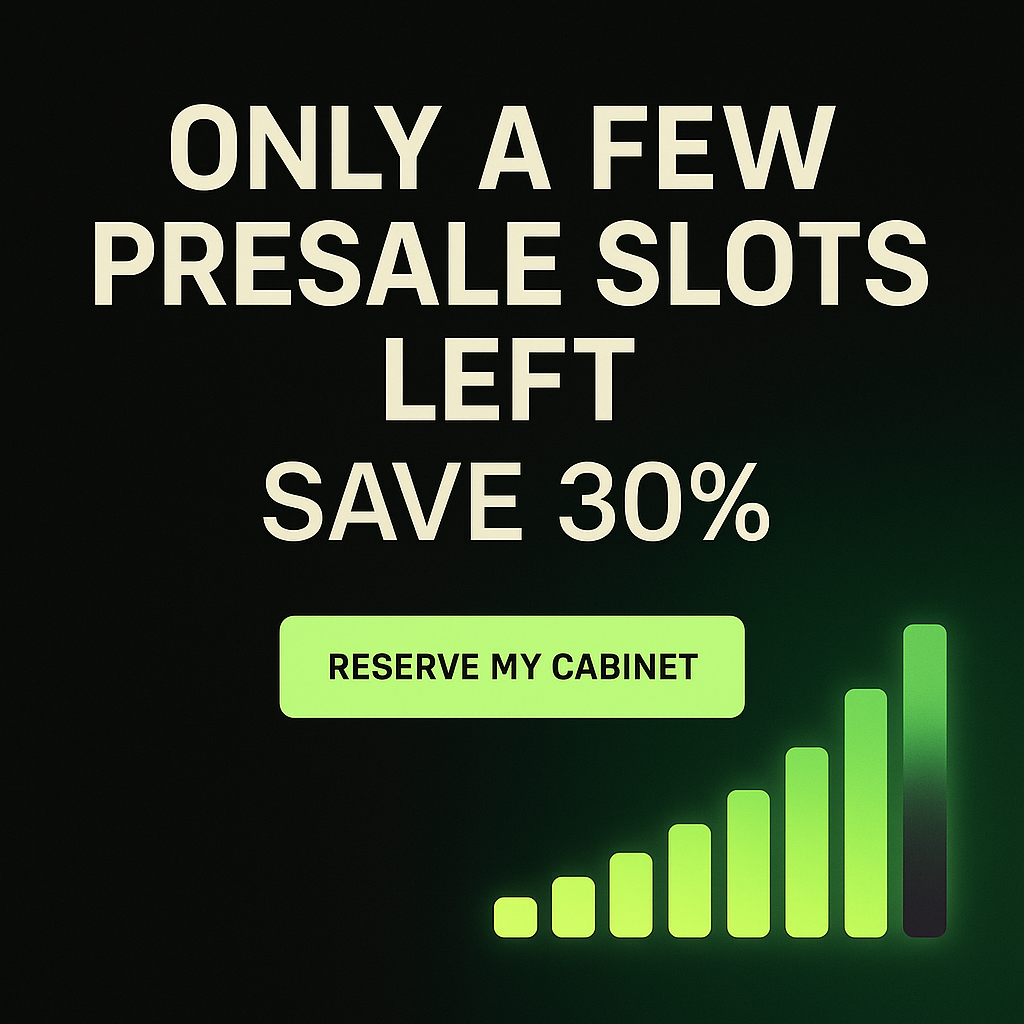 ONLY A FEW
PRESALE SLOTS
LEFT
SAVE 30%
RESERVE MY CABINET